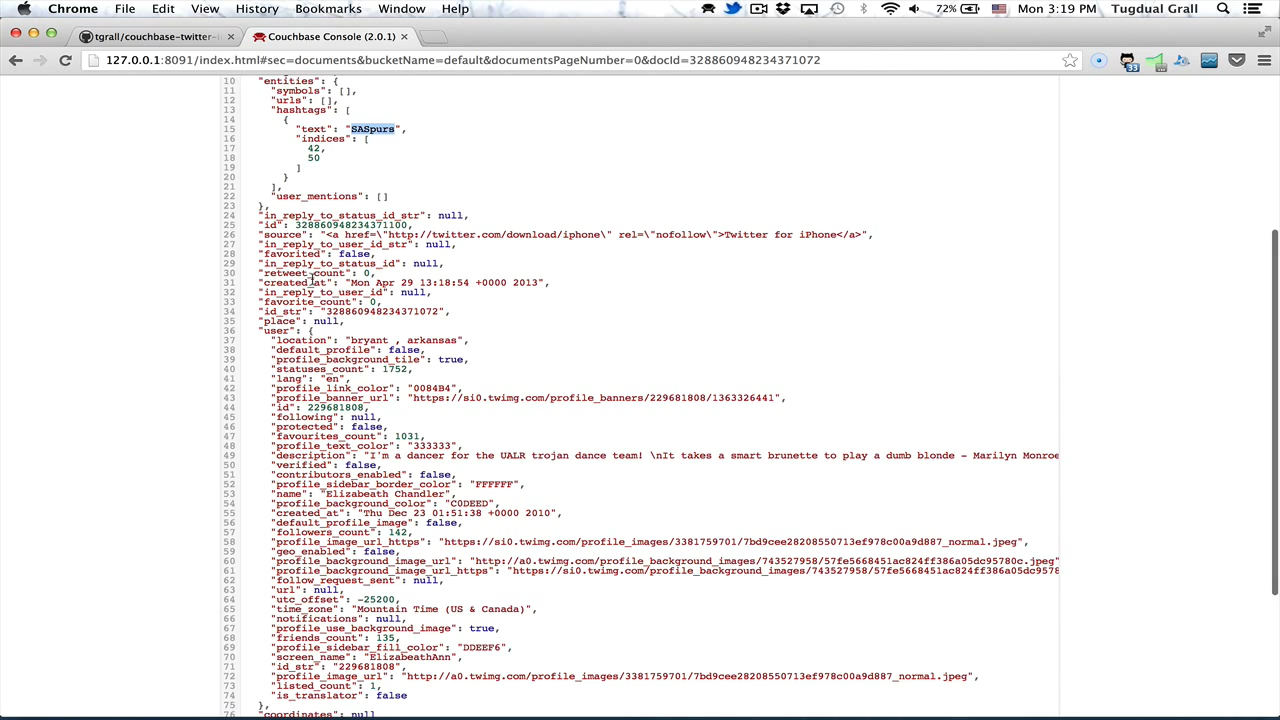 Chrome File Edit View History Bookmarks Window Help 72% Mon 3:19 PM Tugdual Grall
tgrall/couchbase-twitter-i Couchbase Console (2.0.1)
127.0.0.1:8091/index.html#sec=documents&bucketName=default&documentsPageNumber=0&docId=328860948234371072
33
10 "entities": {
11 "symbols": [],
12 "urls": [],
13 "hashtags": [
14 {
15 "text": "SASpurs",
16 "indices": [
17 42,
18 50
19 ]
20 }
21 ],
22 "user_mentions": []
23 },
24 "in_reply_to_status_id_str": null,
25 "id": 328860948234371100,
26 "source": "<a href=\"http://twitter.com/download/iphone\" rel=\"nofollow\">Twitter for iPhone</a>",
27 "in_reply_to_user_id_str": null,
28 "favorited": false,
29 "in_reply_to_status_id": null,
30 "retweet_count": 0,
31 "created_at": "Mon Apr 29 13:18:54 +0000 2013",
32 "in_reply_to_user_id": null,
33 "favorite_count": 0,
34 "id_str": "328860948234371072",
35 "place": null,
36 "user": {
37 "location": "bryant , arkansas",
38 "default_profile": false,
39 "profile_background_tile": true,
40 "statuses_count": 1752,
41 "lang": "en",
42 "profile_link_color": "0084B4",
43 "profile_banner_url": "https://si0.twimg.com/profile_banners/229681808/1363326441",
44 "id": 229681808,
45 "following": null,
46 "protected": false,
47 "favourites_count": 1031,
48 "profile_text_color": "333333",
49 "description": "I'm a dancer for the UALR trojan dance team! \nIt takes a smart brunette to play a dumb blonde - Marilyn Monroe
50 "verified": false,
51 "contributors_enabled": false,
52 "profile_sidebar_border_color": "FFFFFF",
53 "name": "Elizabeath Chandler",
54 "profile_background_color": "C0DEED",
55 "created_at": "Thu Dec 23 01:51:38 +0000 2010",
56 "default_profile_image": false,
57 "followers_count": 142,
58 "profile_image_url_https": "https://si0.twimg.com/profile_images/3381759701/7bd9cee28208550713ef978c00a9d887_normal.jpeg",
59 "geo_enabled": false,
60 "profile_background_image_url": "http://a0.twimg.com/profile_background_images/743527958/57fe5668451ac824ff386a05dc95780c.jpeg"
61 "profile_background_image_url_https": "https://si0.twimg.com/profile_background_images/743527958/57fe5668451ac824ff386a05dc9578
62 "follow_request_sent": null,
63 "url": null,
64 "utc_offset": -25200,
65 "time_zone": "Mountain Time (US & Canada)",
66 "notifications": null,
67 "profile_use_background_image": true,
68 "friends_count": 135,
69 "profile_sidebar_fill_color": "DDEEF6",
70 "screen_name": "ElizabeathAnn",
71 "id_str": "229681808",
72 "profile_image_url": "http://a0.twimg.com/profile_images/3381759701/7bd9cee28208550713ef978c00a9d887_normal.jpeg",
73 "listed_count": 1,
74 "is_translator": false
75 },
76 "coordinates": null